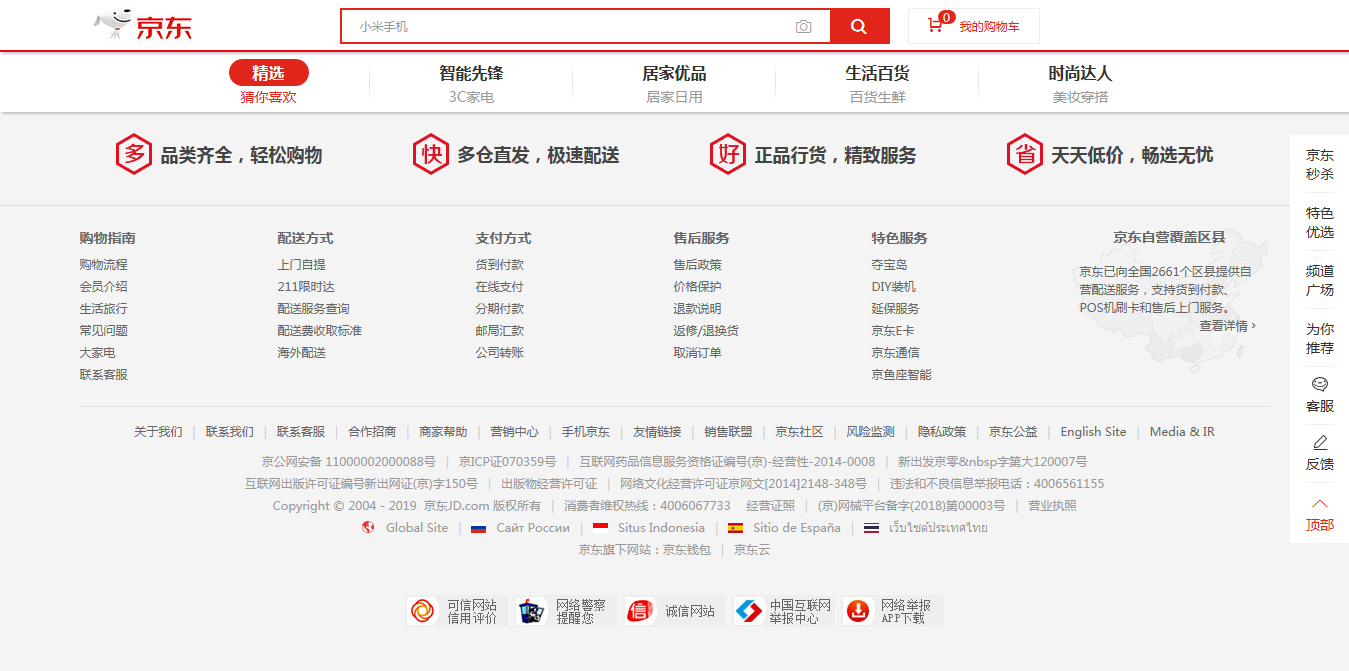 京东
小米手机
0
我的购物车
精选
猜你喜欢
智能先锋
3C家电
居家优品
居家日用
生活百货
百货生鲜
时尚达人
美妆穿搭
多 品类齐全，轻松购物
快 多仓直发，极速配送
好 正品行货，精致服务
省 天天低价，畅选无忧
购物指南
购物流程
会员介绍
生活旅行
常见问题
大家电
联系客服
配送方式
上门自提
211限时达
配送服务查询
配送费收取标准
海外配送
支付方式
货到付款
在线支付
分期付款
邮局汇款
公司转账
售后服务
售后政策
价格保护
退款说明
返修/退换货
取消订单
特色服务
夺宝岛
DIY装机
延保服务
京东E卡
京东通信
京鱼座智能
京东自营覆盖区县
京东已向全国2661个区县提供自
营配送服务，支持货到付款、
POS机刷卡和售后上门服务。
查看详情 ›
京东
秒杀
特色
优选
频道
广场
为你
推荐
客服
反馈
顶部
关于我们 | 联系我们 | 联系客服 | 合作招商 | 商家帮助 | 营销中心 | 手机京东 | 友情链接 | 销售联盟 | 京东社区 | 风险监测 | 隐私政策 | 京东公益 | English Site | Media & IR
京公网安备 11000002000088号 | 京ICP证070359号 | 互联网药品信息服务资格证编号(京)-经营性-2014-0008 | 新出发京零&nbsp字第大120007号
互联网出版许可证编号新出网证(京)字150号 | 出版物经营许可证 | 网络文化经营许可证京网文[2014]2148-348号 | 违法和不良信息举报电话：4006561155
Copyright © 2004 - 2019 京东JD.com 版权所有 | 消费者维权热线：4006067733 经营证照 | (京)网械平台备字(2018)第00003号 | 营业执照
Global Site | Сайт России | Situs Indonesia | Sitio de España | เว็บไซต์ประเทศไทย
京东旗下网站：京东钱包 | 京东云
可信网站
信用评价
网络警察
提醒您
信 诚信网站
中国互联网
举报中心
网络举报
APP下载